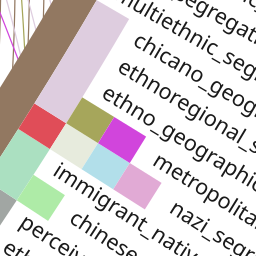 multiethnic_seg
chicano_geog
ethnoregional_s
ethno_geographic
metropolita
immigrant_nativ
nazi_segr
chinese
perceiv